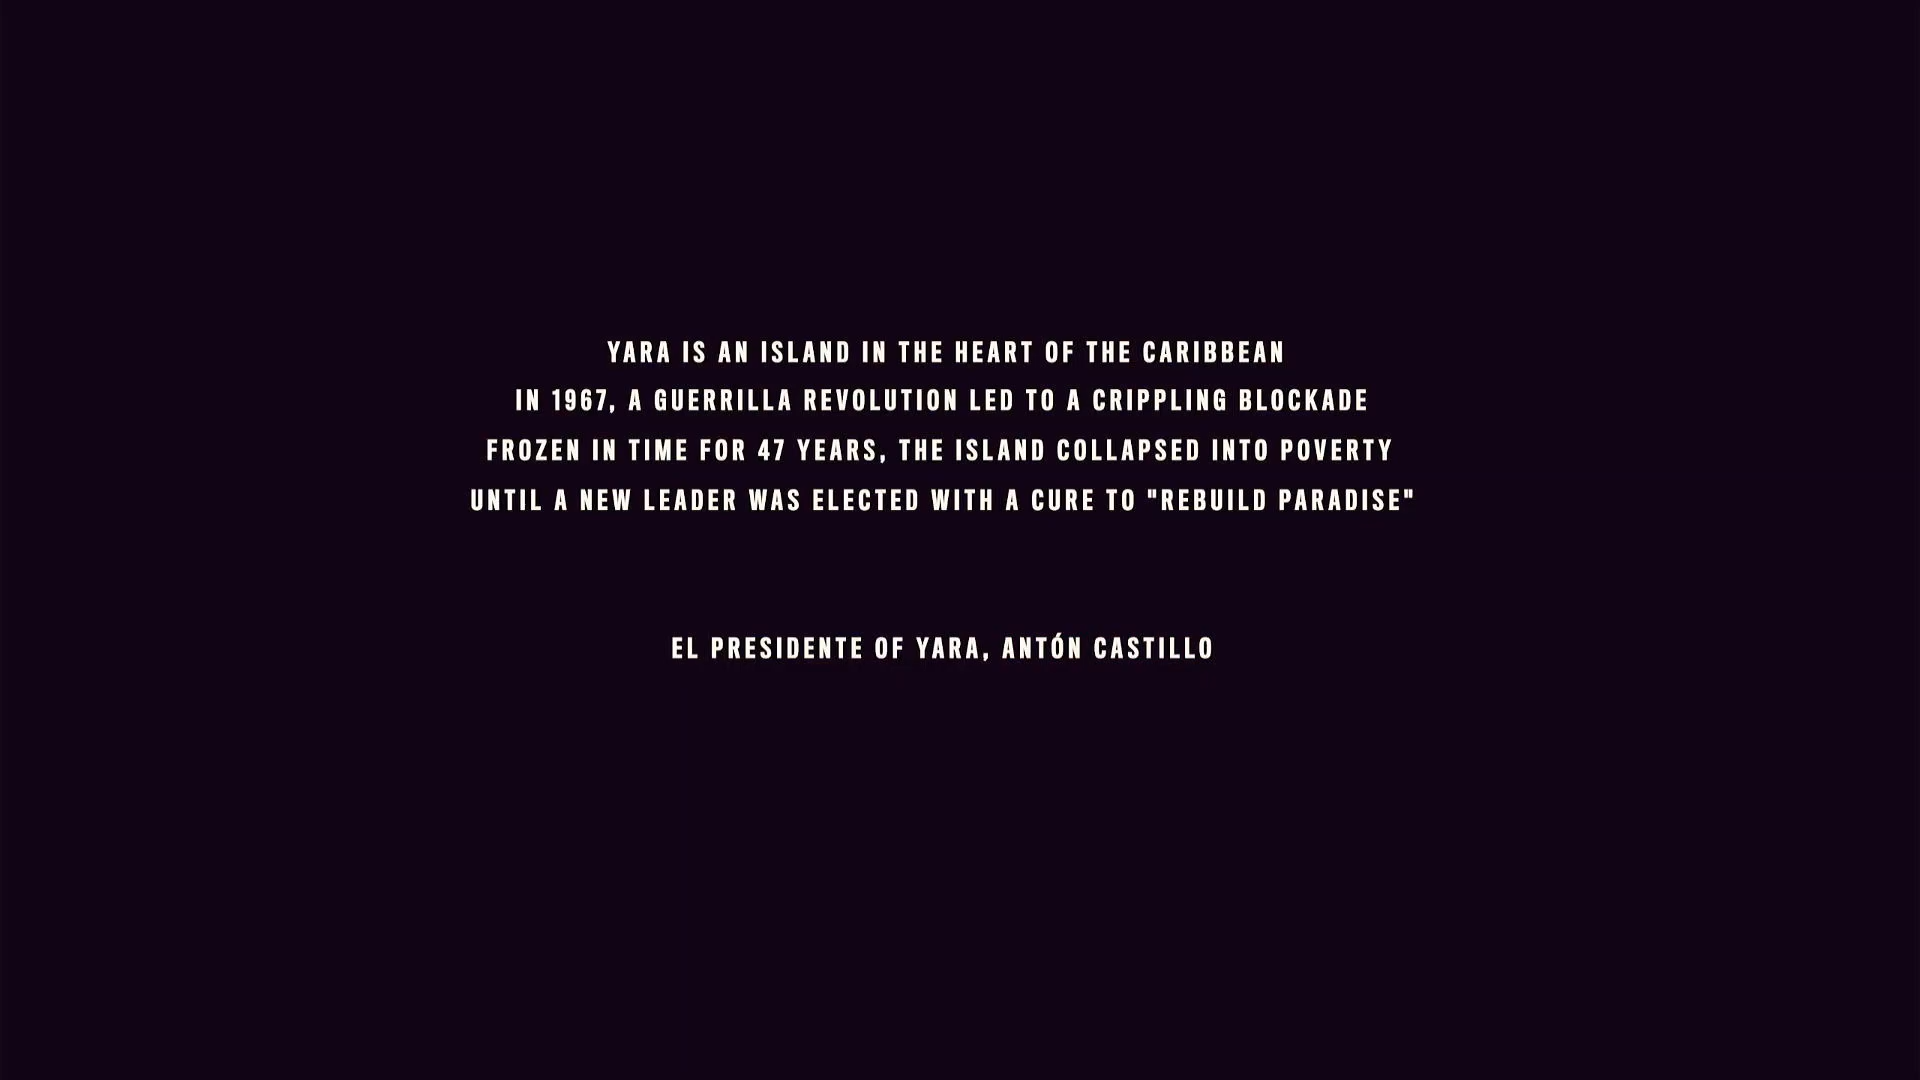 YARA IS AN ISLAND IN THE HEART OF THE CARIBBEAN
IN 1967, A GUERRILLA REVOLUTION LED TO A CRIPPLING BLOCKADE
FROZEN IN TIME FOR 47 YEARS, THE ISLAND COLLAPSED INTO POVERTY
UNTIL A NEW LEADER WAS ELECTED WITH A CURE TO "REBUILD PARADISE"
EL PRESIDENTE OF YARA, ANTÓN CASTILLO